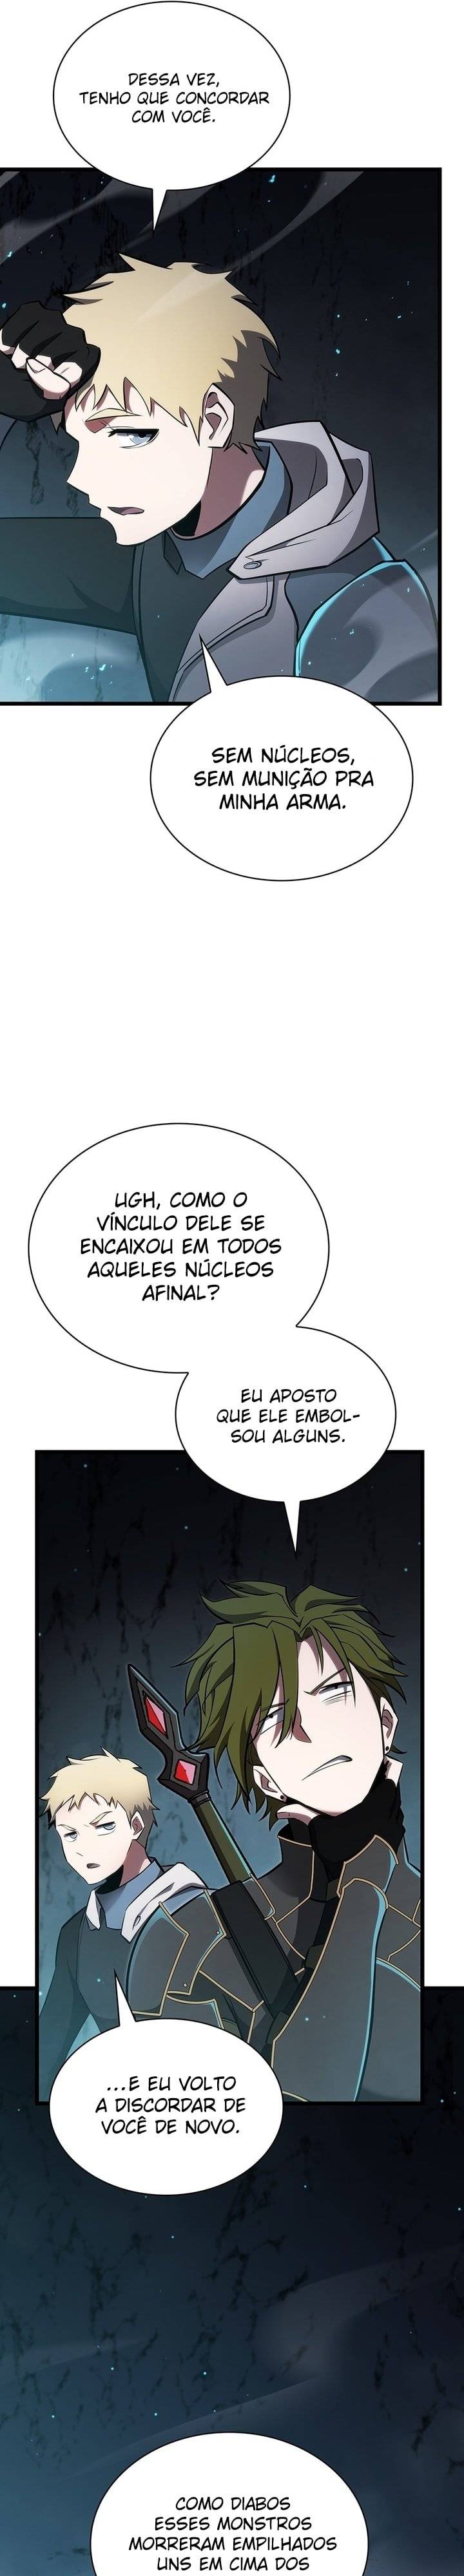 DESSA VEZ,
TENHO QUE CONCORDAR
COM VOCÊ.
SEM NÚCLEOS,
SEM MUNIÇÃO PRA
MINHA ARMA.
UGH, COMO O
VÍNCULO DELE SE
ENCAIXOU EM TODOS
AQUELES NÚCLEOS
AFINAL?
EU APOSTO
QUE ELE EMBOL-
SOU ALGUNS.
...E EU VOLTO
A DISCORDAR DE
VOCÊ DE NOVO.
COMO DIABOS
ESSES MONSTROS
MORRERAM EMPILHADOS
UNS EM CIMA DOS